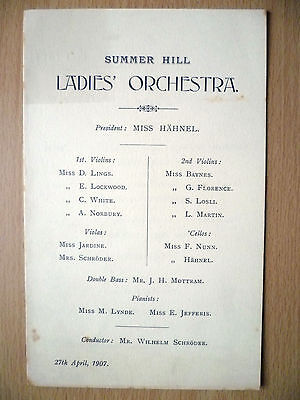 SUMMER HILL
LADIES' ORCHESTRA.
President: MISS HÄHNEL.
1st. Violins:
MISS D. LINGS.
„ E. LOCKWOOD.
„ C. WHITE.
„ A. NORBURY.
Violas:
MISS JARDINE.
MRS. SCHRÖDER.
2nd. Violins:
MISS BAYNES.
„ G. FLORENCE.
„ S. LOSLI.
„ L. MARTIN.
'Cellos:
MISS F. NUNN.
„ HÄHNEL.
Double Bass: MR. J. H. MOTTRAM.
Pianists:
MISS M. LYNDE. MISS E. JEFFERIS.
Conductor: MR. WILHELM SCHRÖDER.
27th April, 1907.